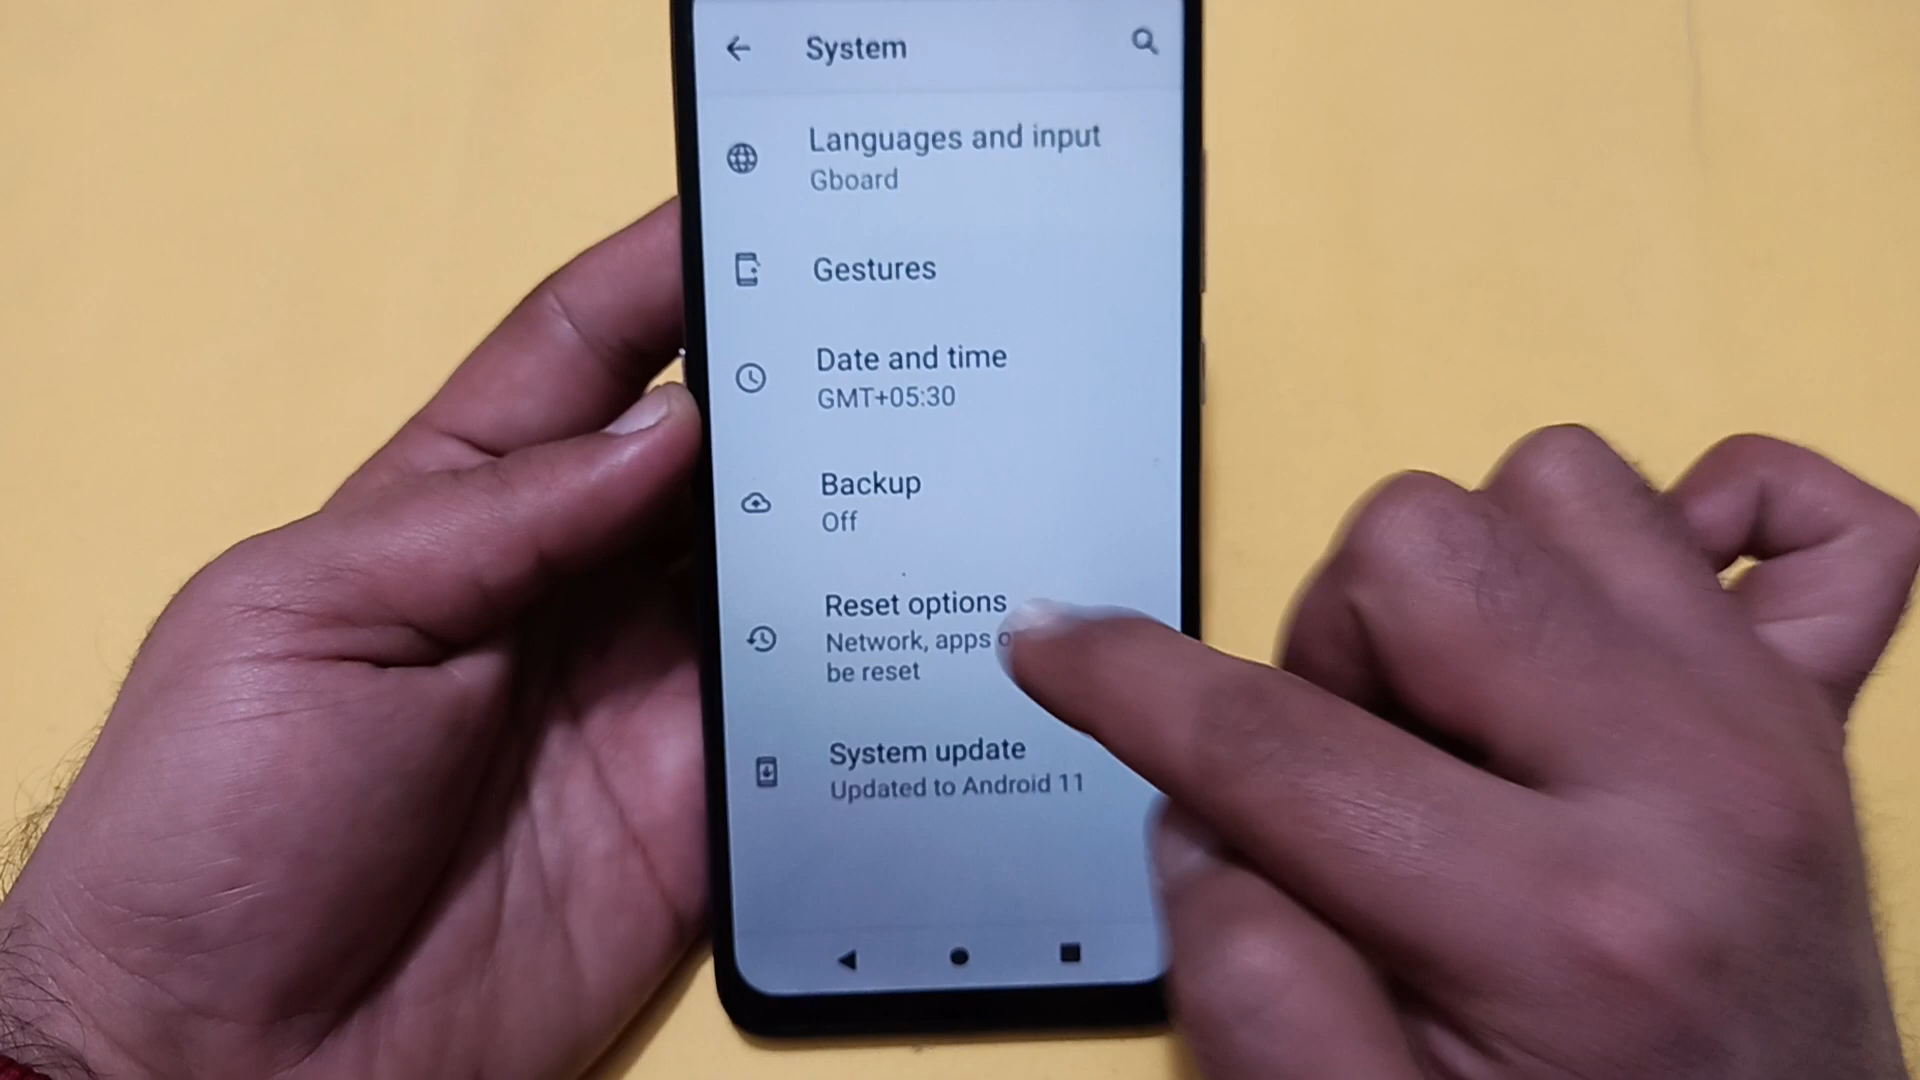 System
Languages and input
Gboard
Gestures
Date and time
GMT+05:30
Backup
Off
Reset options
Network, apps
be reset
System update
Updated to Android 11